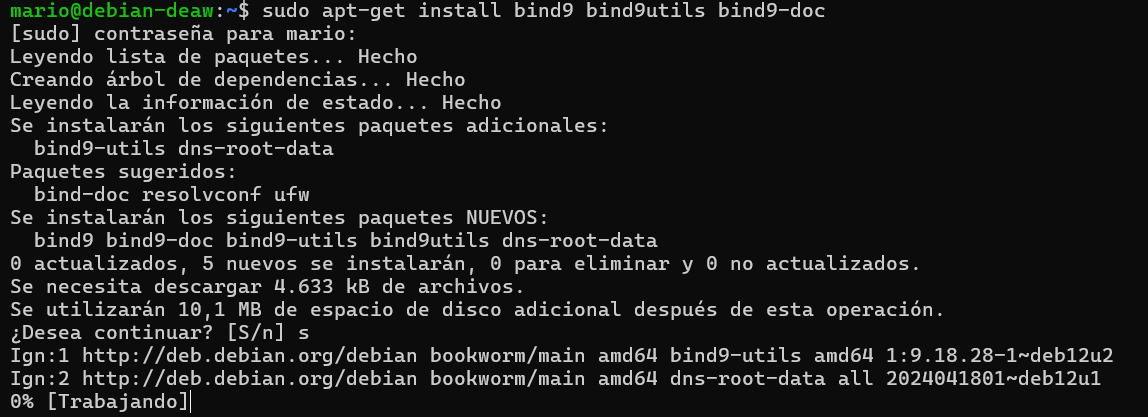 mario@debian-deaw:~$ sudo apt-get install bind9 bind9utils bind9-doc
[sudo] contraseña para mario:
Leyendo lista de paquetes... Hecho
Creando árbol de dependencias... Hecho
Leyendo la información de estado... Hecho
Se instalarán los siguientes paquetes adicionales:
  bind9-utils dns-root-data
Paquetes sugeridos:
  bind-doc resolvconf ufw
Se instalarán los siguientes paquetes NUEVOS:
  bind9 bind9-doc bind9-utils bind9utils dns-root-data
0 actualizados, 5 nuevos se instalarán, 0 para eliminar y 0 no actualizados.
Se necesita descargar 4.633 kB de archivos.
Se utilizarán 10,1 MB de espacio de disco adicional después de esta operación.
¿Desea continuar? [S/n] s
Ign:1 http://deb.debian.org/debian bookworm/main amd64 bind9-utils amd64 1:9.18.28-1~deb12u2
Ign:2 http://deb.debian.org/debian bookworm/main amd64 dns-root-data all 2024041801~deb12u1
0% [Trabajando]